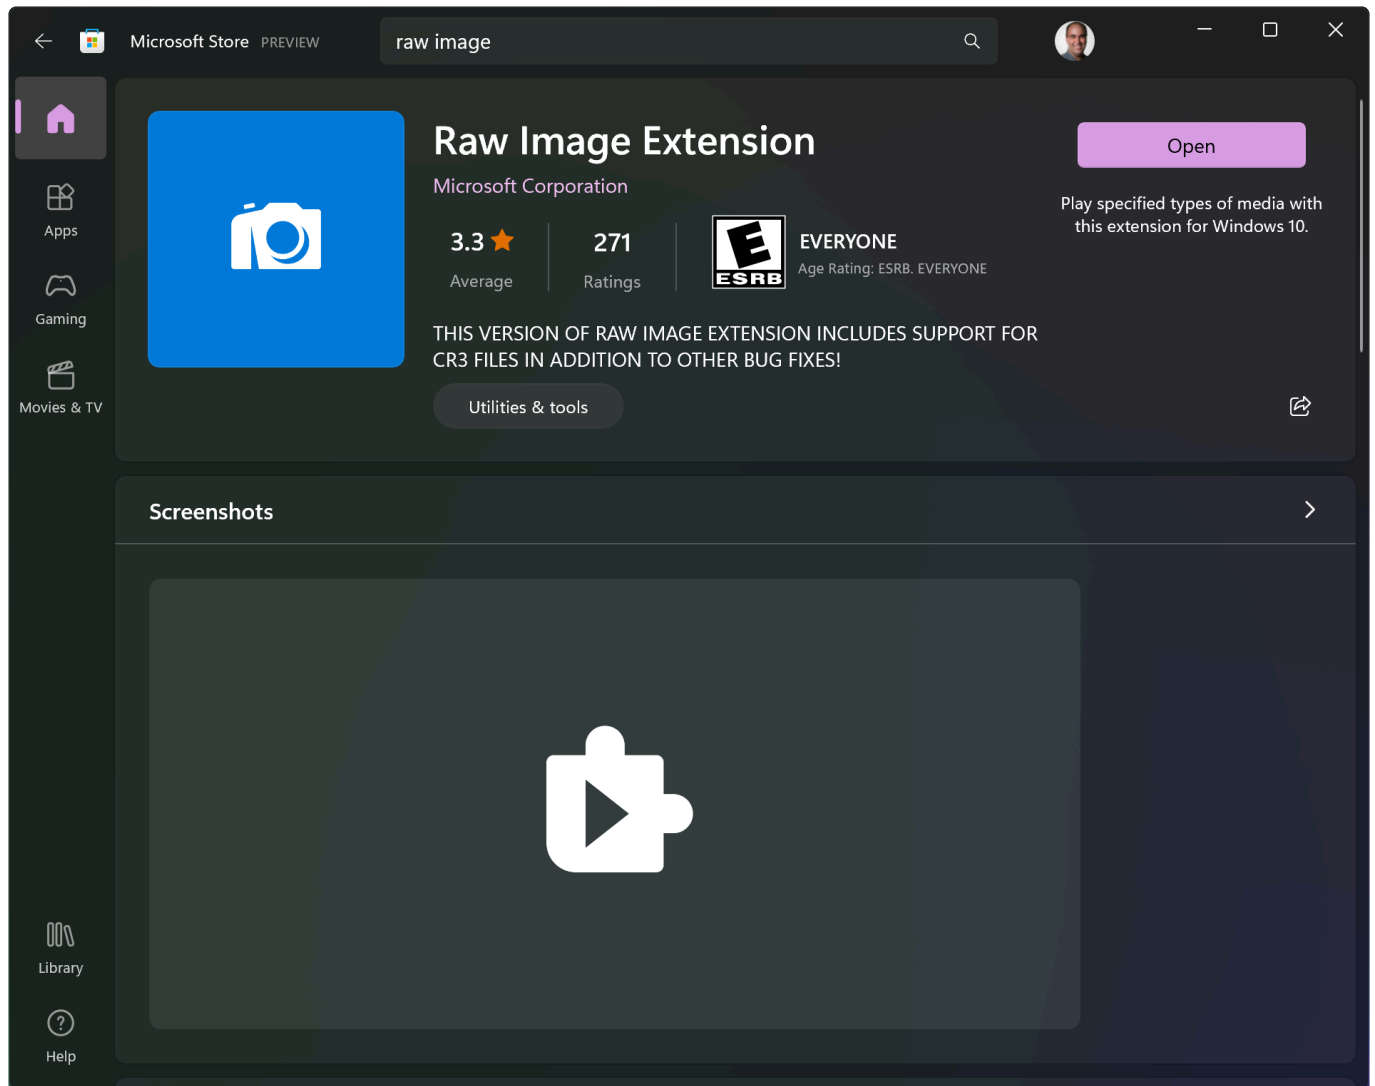 Microsoft Store PREVIEW
raw image
Apps
Gaming
Movies & TV
Library
Help
Raw Image Extension
Microsoft Corporation
3.3
Average
271
Ratings
E
ESRB
EVERYONE
Age Rating: ESRB. EVERYONE
THIS VERSION OF RAW IMAGE EXTENSION INCLUDES SUPPORT FOR
CR3 FILES IN ADDITION TO OTHER BUG FIXES!
Utilities & tools
Open
Play specified types of media with
this extension for Windows 10.
Screenshots